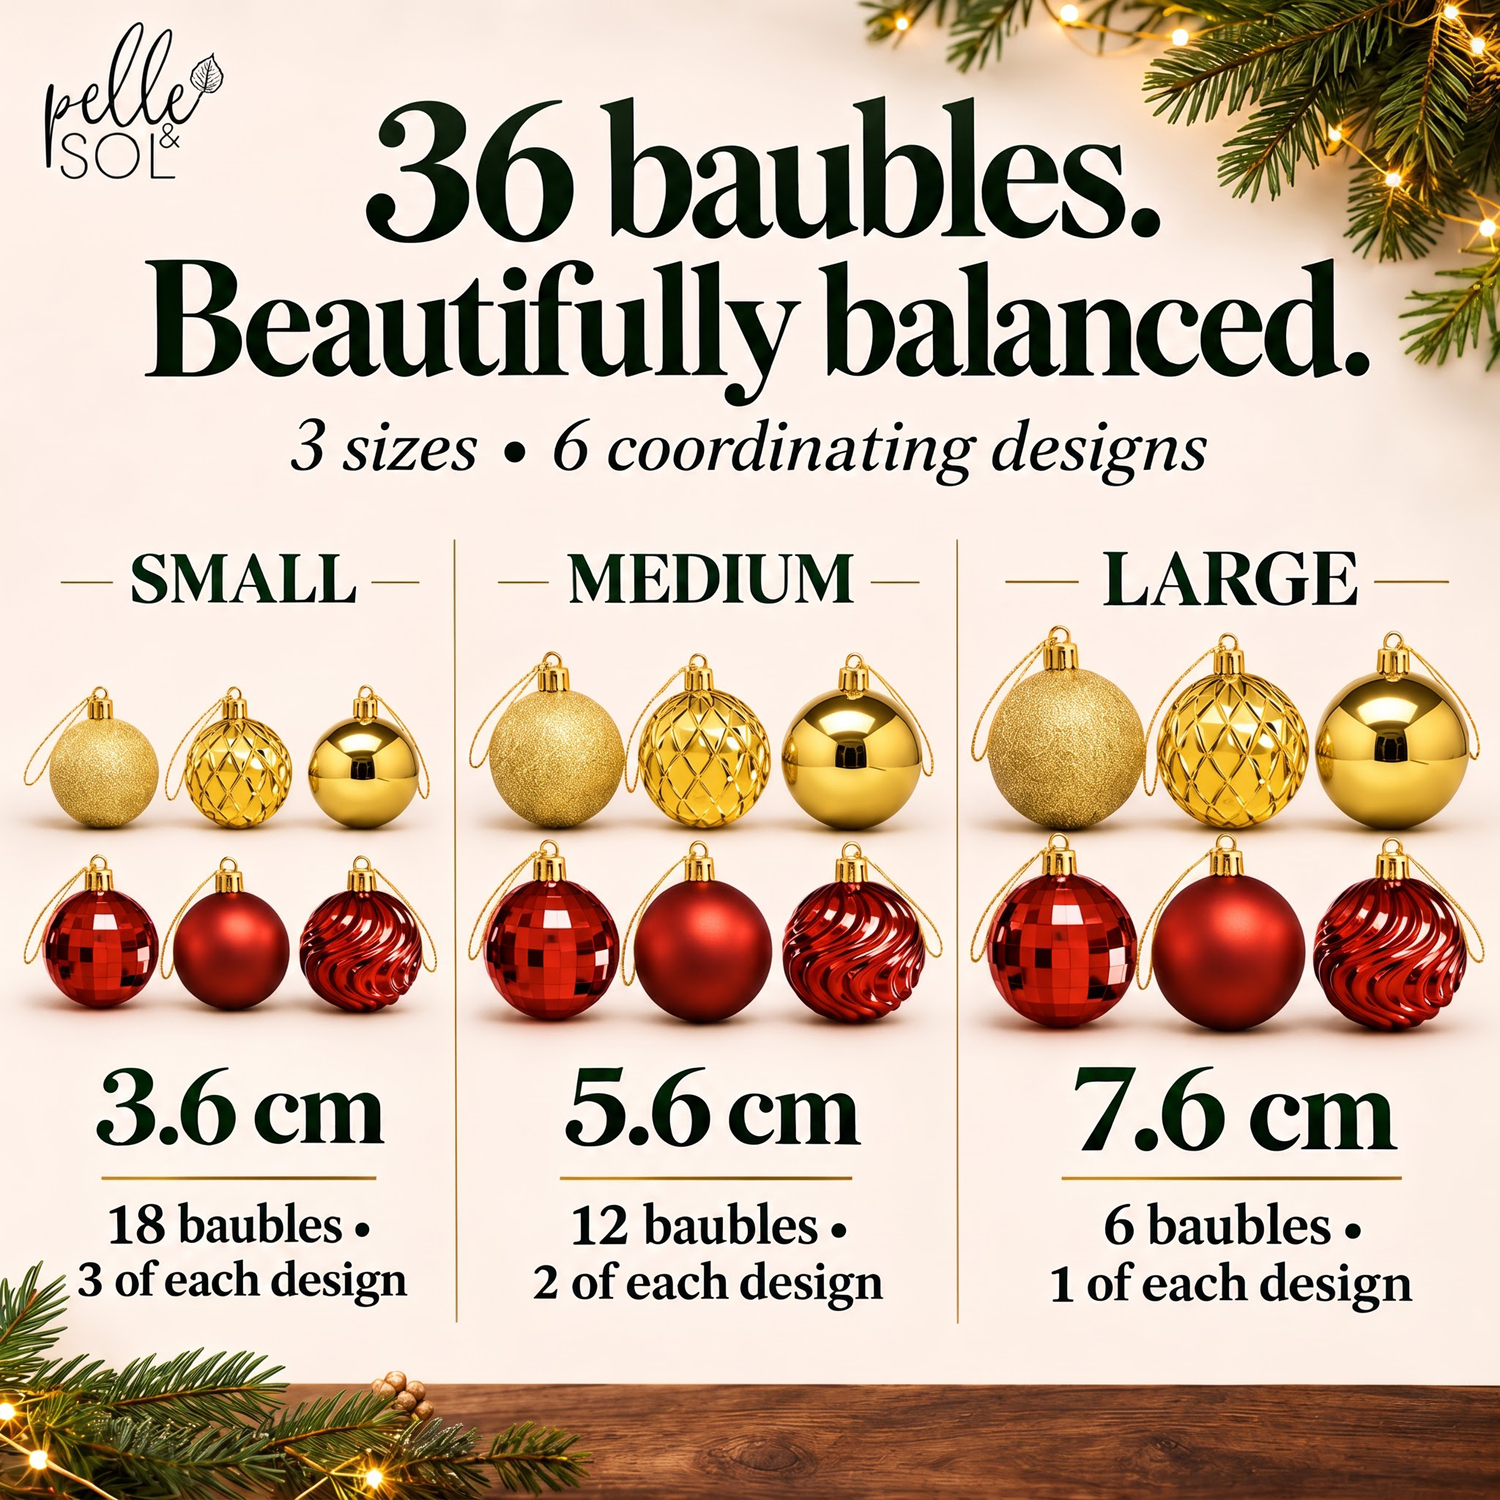 pelle
& SOL
36 baubles.
Beautifully balanced.
3 sizes • 6 coordinating designs
SMALL
3.6 cm
18 baubles •
3 of each design
MEDIUM
5.6 cm
12 baubles •
2 of each design
LARGE
7.6 cm
6 baubles •
1 of each design